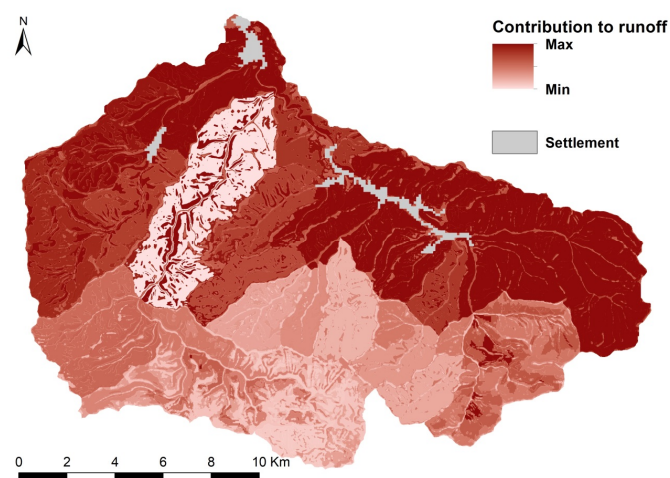 N
Contribution to runoff
Max
Min
Settlement
0 2 4 6 8 10 Km